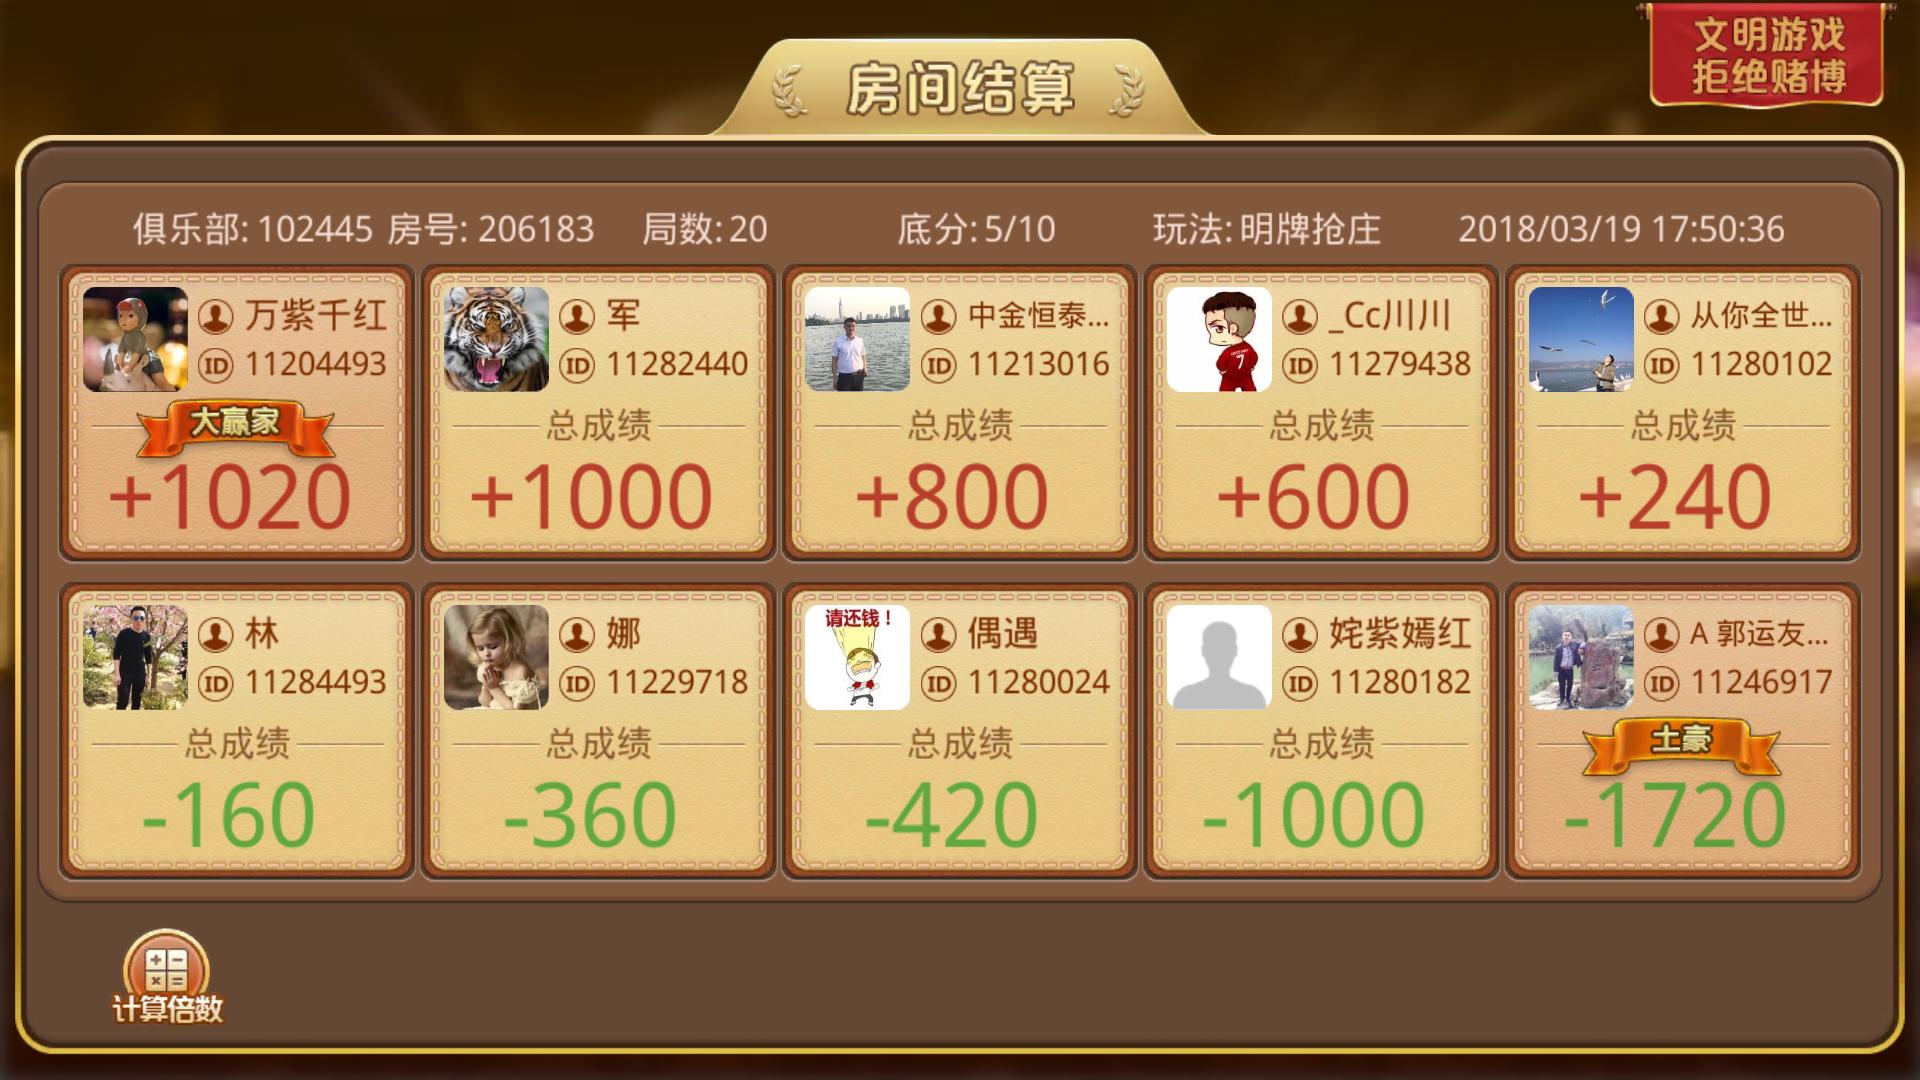 文明游戏
拒绝赌博
房间结算
俱乐部: 102445 房号: 206183 局数: 20 底分: 5/10 玩法: 明牌抢庄 2018/03/19 17:50:36
万紫千红
ID 11204493
大赢家
+1020
军
ID 11282440
总成绩
+1000
中金恒泰...
ID 11213016
总成绩
+800
_Cc川川
ID 11279438
7
总成绩
+600
从你全世...
ID 11280102
总成绩
+240
林
ID 11284493
总成绩
-160
娜
ID 11229718
总成绩
-360
请还钱！
偶遇
ID 11280024
总成绩
-420
姹紫嫣红
ID 11280182
总成绩
-1000
A 郭运友...
ID 11246917
土豪
-1720
计算倍数